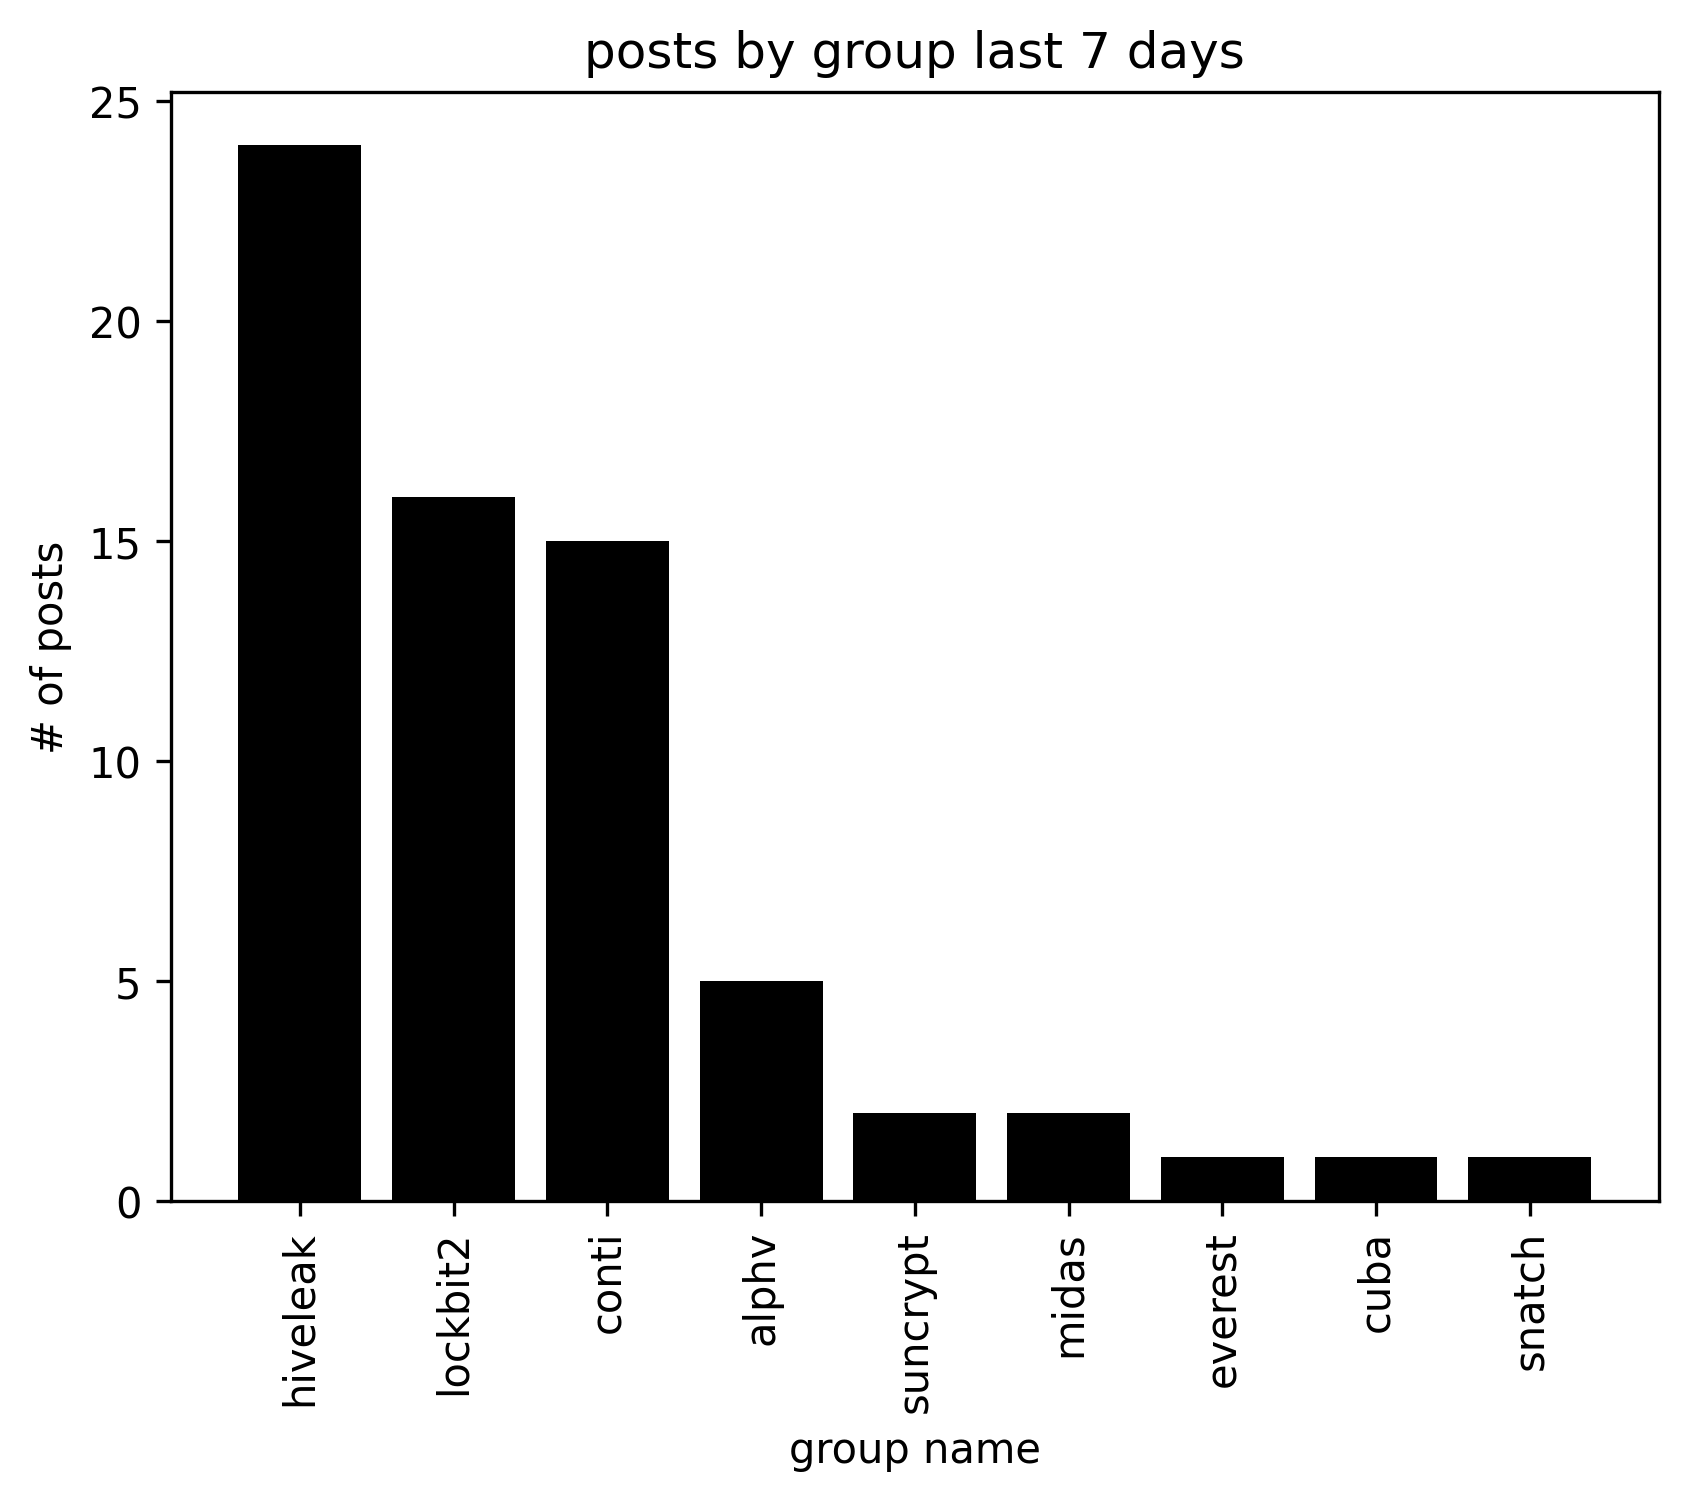 posts by group last 7 days
25
20
15
10
5
0
# of posts
hiveleak
lockbit2
conti
alphv
suncrypt
midas
everest
cuba
snatch
group name